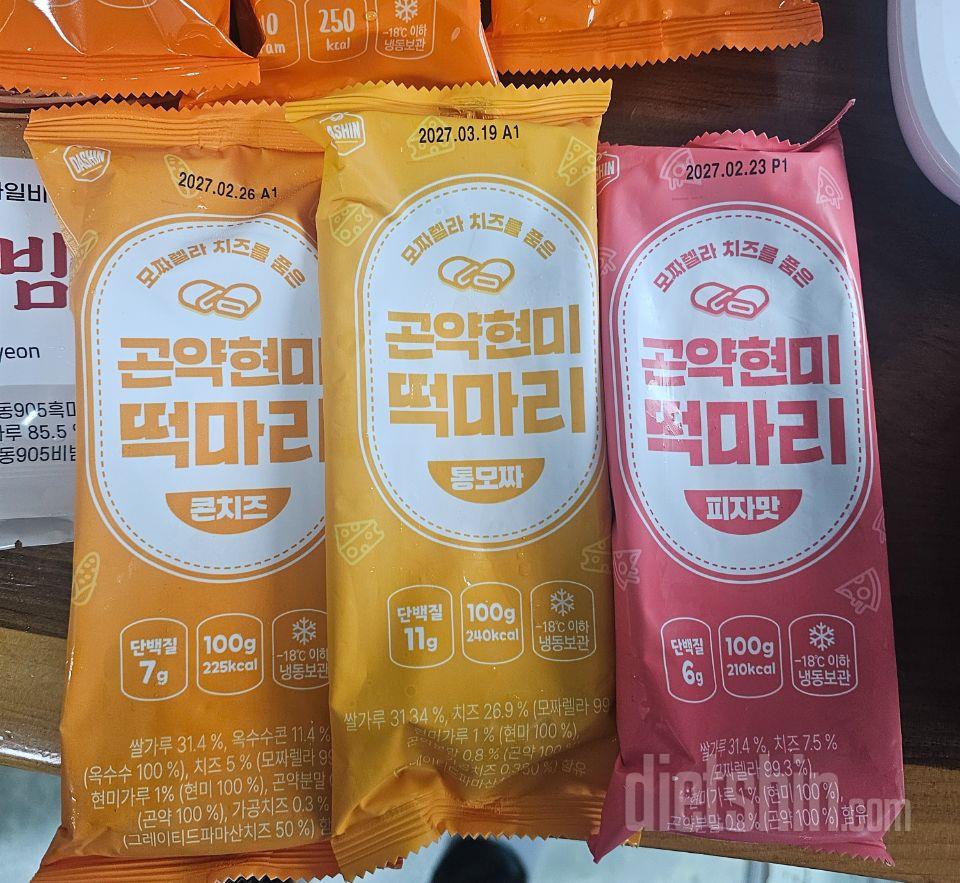 250
kcal
-18℃ 이하
냉동보관
yeon
루 85.5 %
DASHIN
2027.02.26 A1
모짜렐라 치즈를 품은
곤약현미
떡마리
콘치즈
단백질
7g
100g
225kcal
-18℃ 이하
냉동보관
쌀가루 31.4 %, 옥수수콘 11.4 %
(옥수수 100 %), 치즈 5 % (모짜렐라
현미가루 1% (현미 100 %), 곤약분말
(곤약 100 %), 가공치즈 0.3 %
(그레이티드파마산치즈 50 %)
2027.03.19 A1
모짜렐라 치즈를 품은
곤약현미
떡마리
통모짜
단백질
11g
100g
240kcal
-18℃ 이하
냉동보관
쌀가루 31.34 %, 치즈 26.9 % (모짜렐라 99
현미가루 1 % (현미 100 %),
0.8 % (곤약 100
함유
2027.02.23 P1
모짜렐라 치즈를 품은
곤약현미
떡마리
피자맛
단백질
6g
100g
210kcal
-18℃ 이하
냉동보관
쌀가루 31.4 %, 치즈 7.5 %
(모짜렐라 99.3 %),
현미가루 1 % (현미 100 %),
곤약분말 0.8 % (곤약 100 %) 함유
dietshin.com